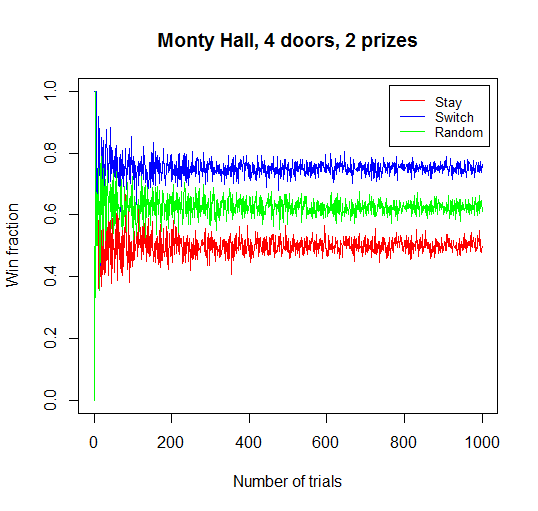 Monty Hall, 4 doors, 2 prizes
Stay
Switch
Random
Win fraction
1.0
0.8
0.6
0.4
0.2
0.0
0 200 400 600 800 1000
Number of trials